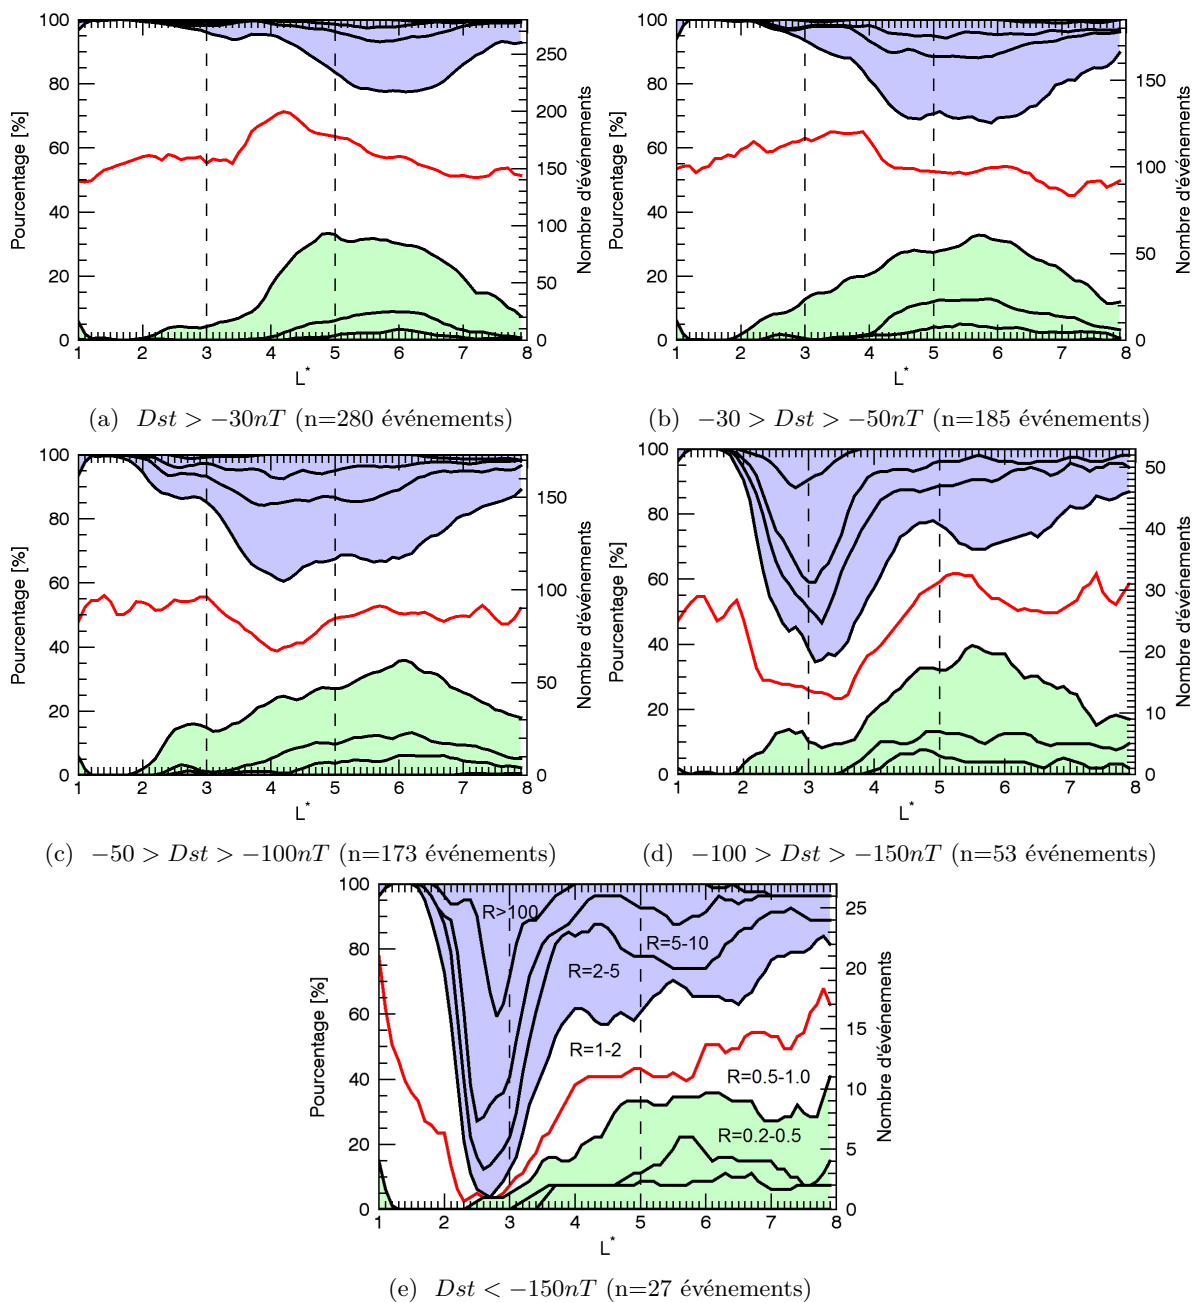 100
80
60
40
20
0
Pourcentage [%]
250
200
150
100
50
0
Nombre d'événements
1 2 3 4 5 6 7 8
L*
(a) Dst > −30nT (n=280 événements)
100
80
60
40
20
0
Pourcentage [%]
150
100
50
0
Nombre d'événements
1 2 3 4 5 6 7 8
L*
(b) −30 > Dst > −50nT (n=185 événements)
100
80
60
40
20
0
Pourcentage [%]
150
100
50
0
Nombre d'événements
1 2 3 4 5 6 7 8
L*
(c) −50 > Dst > −100nT (n=173 événements)
100
80
60
40
20
0
Pourcentage [%]
50
40
30
20
10
0
Nombre d'événements
1 2 3 4 5 6 7 8
L*
(d) −100 > Dst > −150nT (n=53 événements)
100
80
60
40
20
0
Pourcentage [%]
R>100
R=5-10
R=2-5
R=1-2
R=0.5-1.0
R=0.2-0.5
25
20
15
10
5
0
Nombre d'événements
1 2 3 4 5 6 7 8
L*
(e) Dst < −150nT (n=27 événements)